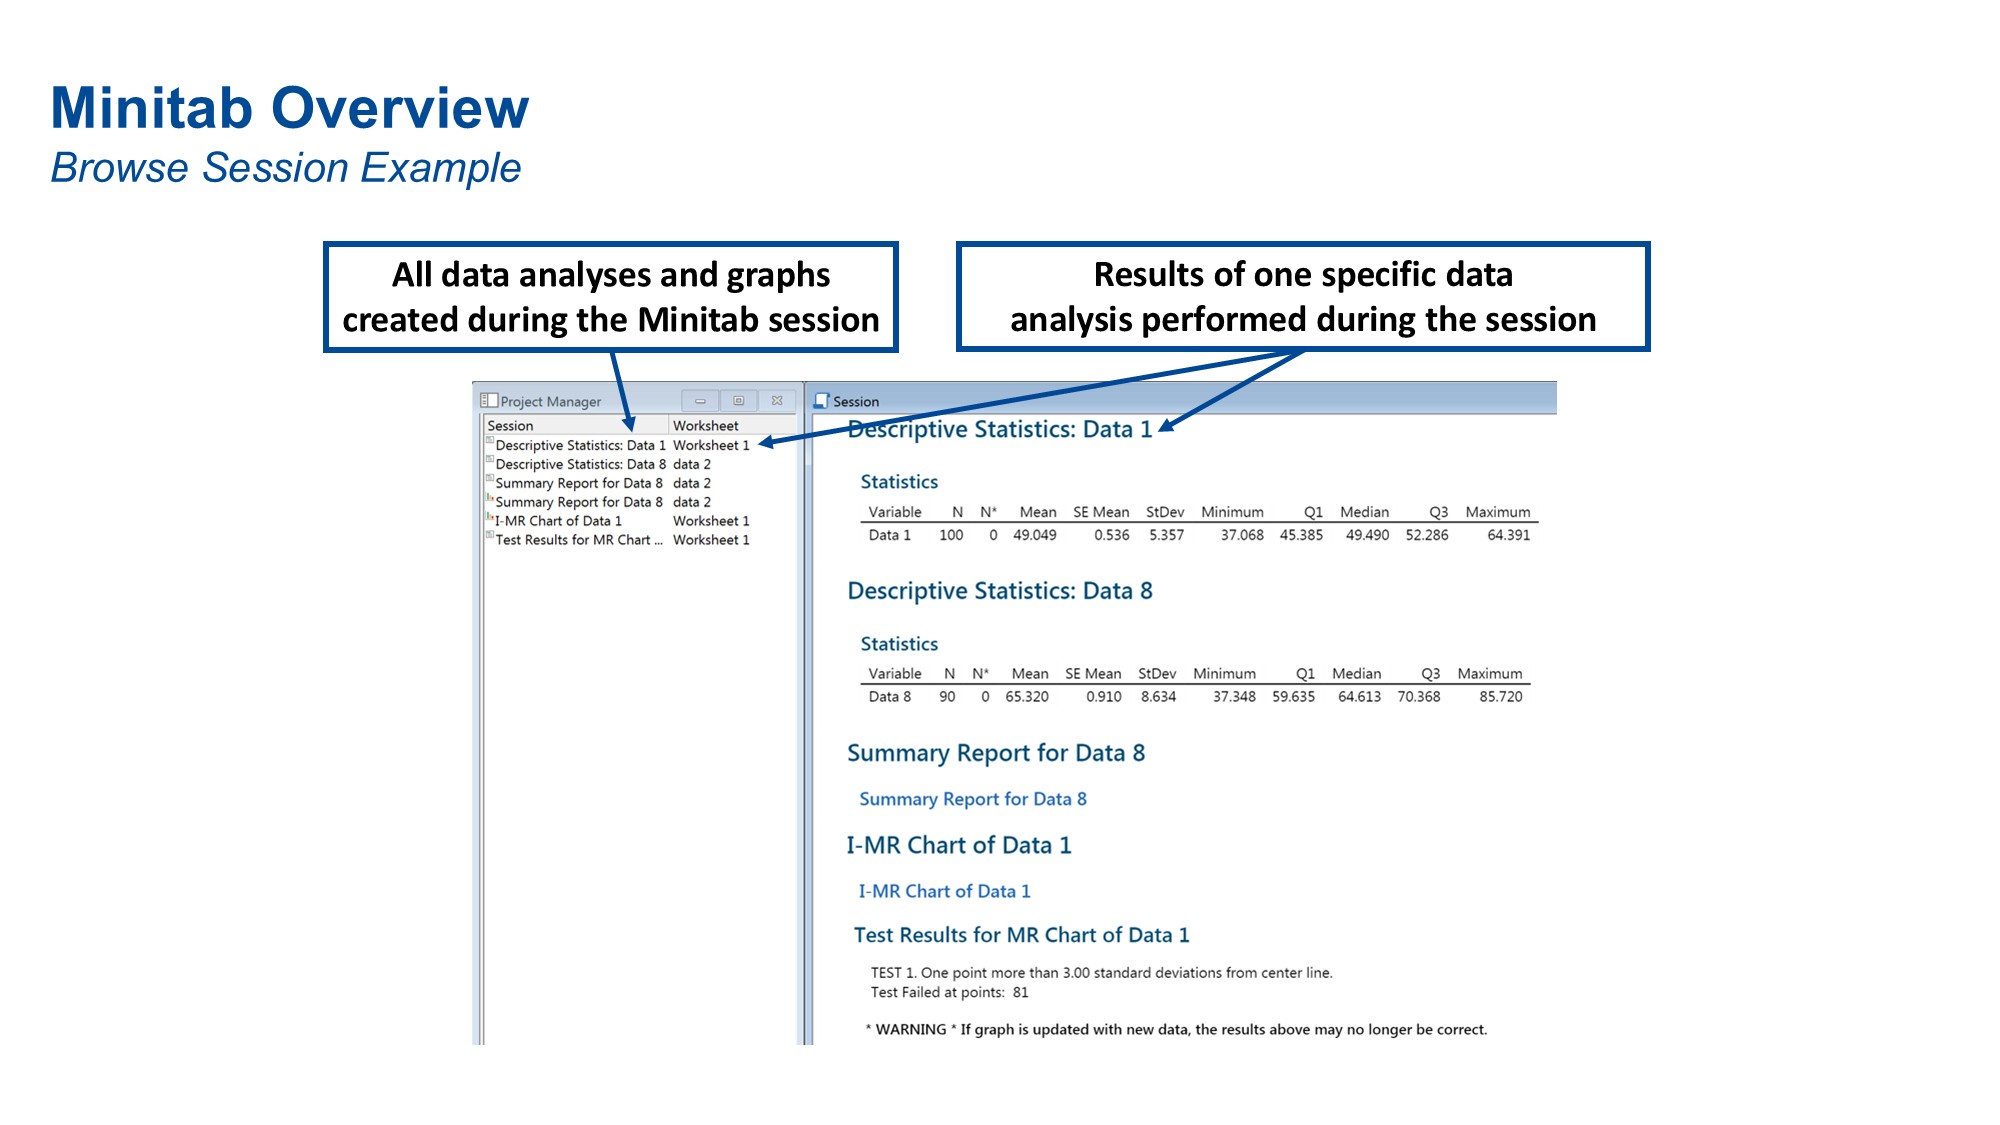 Minitab Overview
Browse Session Example
All data analyses and graphs
created during the Minitab session
Results of one specific data
analysis performed during the session
Project Manager
Session Worksheet
Descriptive Statistics: Data 1 Worksheet 1
Descriptive Statistics: Data 8 data 2
Summary Report for Data 8 data 2
Summary Report for Data 8 data 2
I-MR Chart of Data 1 Worksheet 1
Test Results for MR Chart ... Worksheet 1
Session
Descriptive Statistics: Data 1
Statistics
Variable N N* Mean SE Mean StDev Minimum Q1 Median Q3 Maximum
Data 1 100 0 49.049 0.536 5.357 37.068 45.385 49.490 52.286 64.391
Descriptive Statistics: Data 8
Statistics
Variable N N* Mean SE Mean StDev Minimum Q1 Median Q3 Maximum
Data 8 90 0 65.320 0.910 8.634 37.348 59.635 64.613 70.368 85.720
Summary Report for Data 8
Summary Report for Data 8
I-MR Chart of Data 1
I-MR Chart of Data 1
Test Results for MR Chart of Data 1
TEST 1. One point more than 3.00 standard deviations from center line.
Test Failed at points: 81
* WARNING * If graph is updated with new data, the results above may no longer be correct.